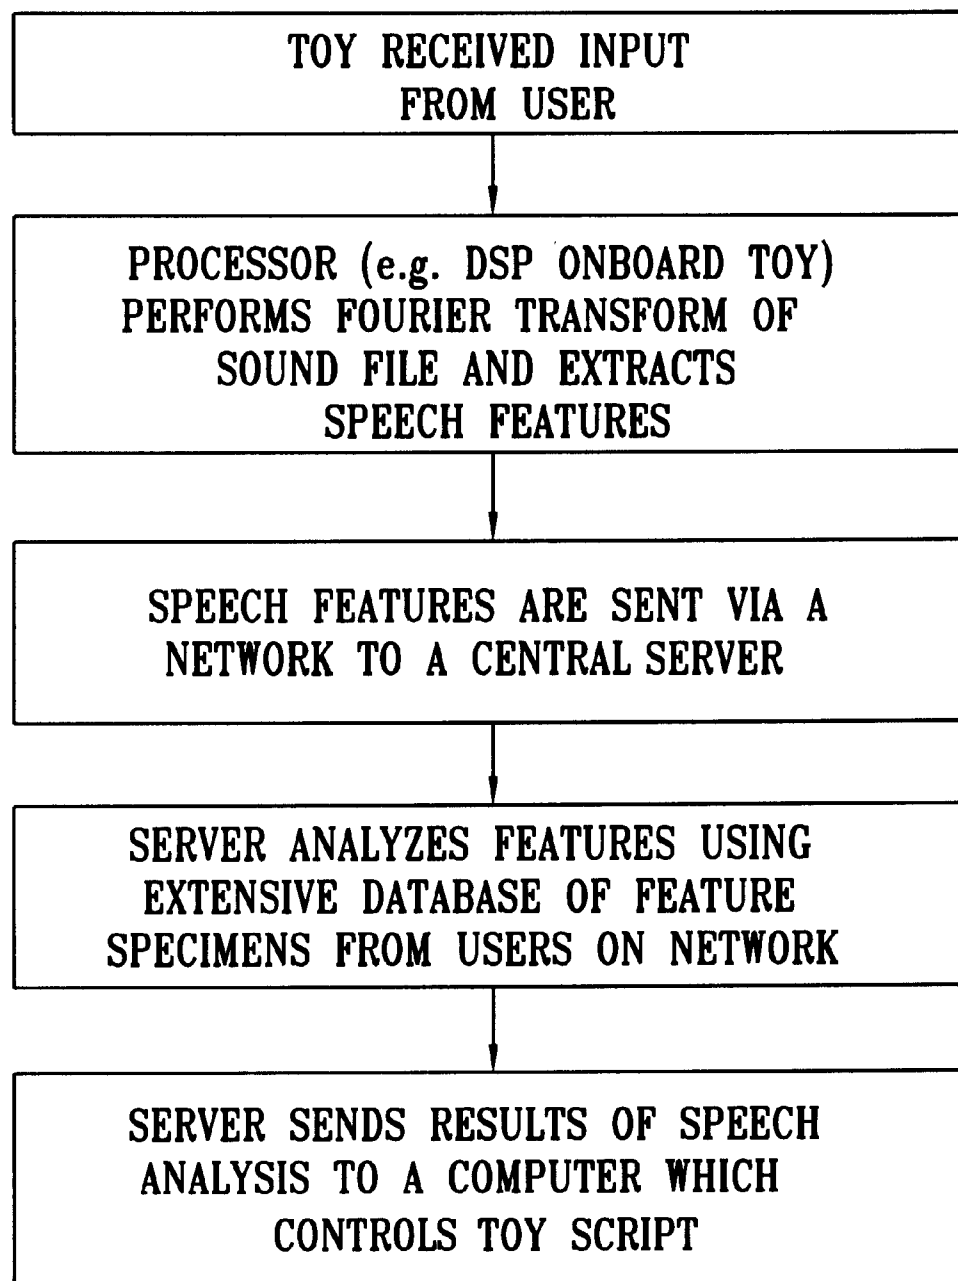 TOY RECEIVED INPUT
FROM USER
PROCESSOR (e.g. DSP ONBOARD TOY)
PERFORMS FOURIER TRANSFORM OF
SOUND FILE AND EXTRACTS
SPEECH FEATURES
SPEECH FEATURES ARE SENT VIA A
NETWORK TO A CENTRAL SERVER
SERVER ANALYZES FEATURES USING
EXTENSIVE DATABASE OF FEATURE
SPECIMENS FROM USERS ON NETWORK
SERVER SENDS RESULTS OF SPEECH
ANALYSIS TO A COMPUTER WHICH
CONTROLS TOY SCRIPT